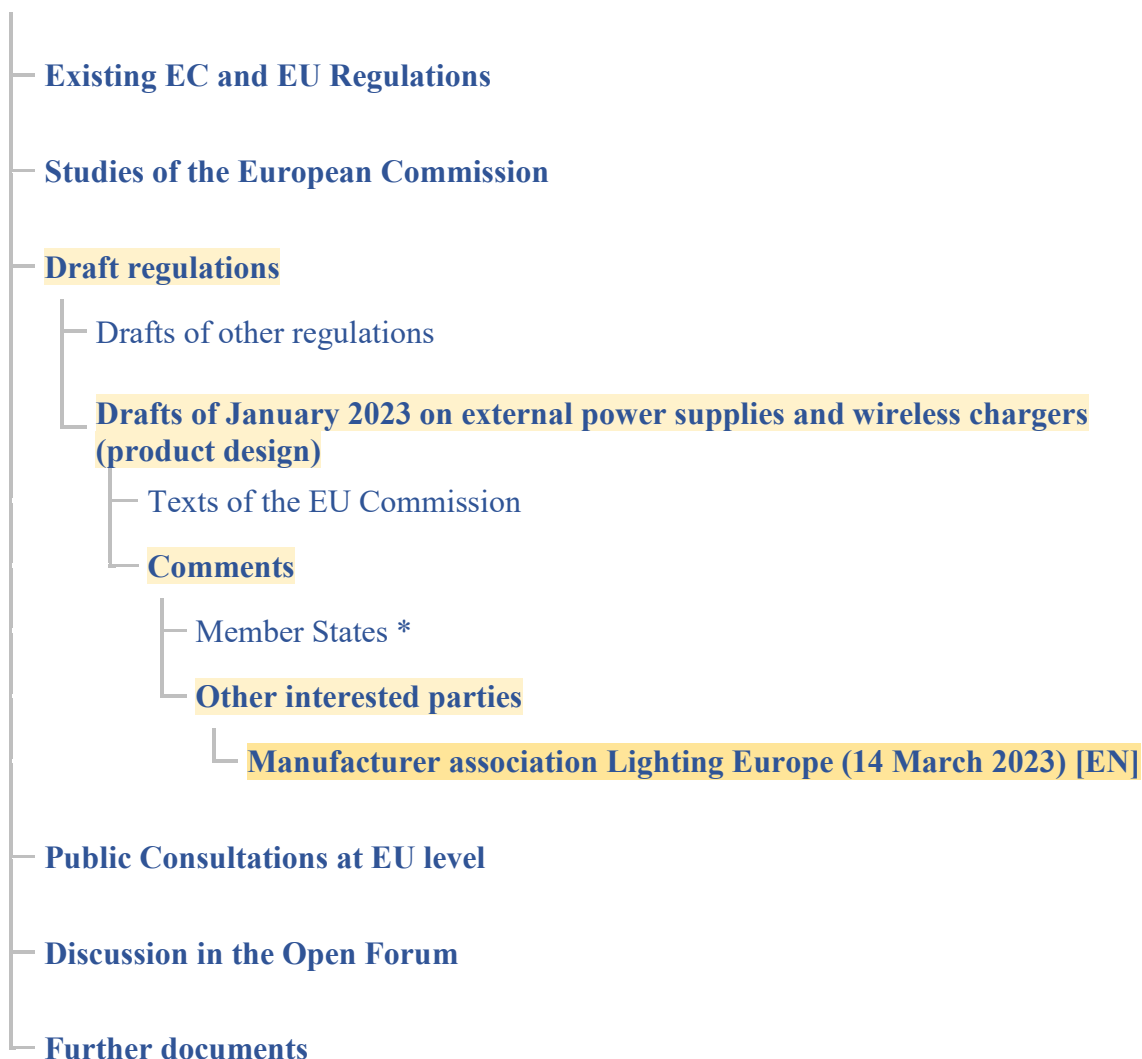 Existing EC and EU Regulations
Studies of the European Commission
Draft regulations
Drafts of other regulations
Drafts of January 2023 on external power supplies and wireless chargers
(product design)
Texts of the EU Commission
Comments
Member States *
Other interested parties
Manufacturer association Lighting Europe (14 March 2023) [EN]
Public Consultations at EU level
Discussion in the Open Forum
Further documents